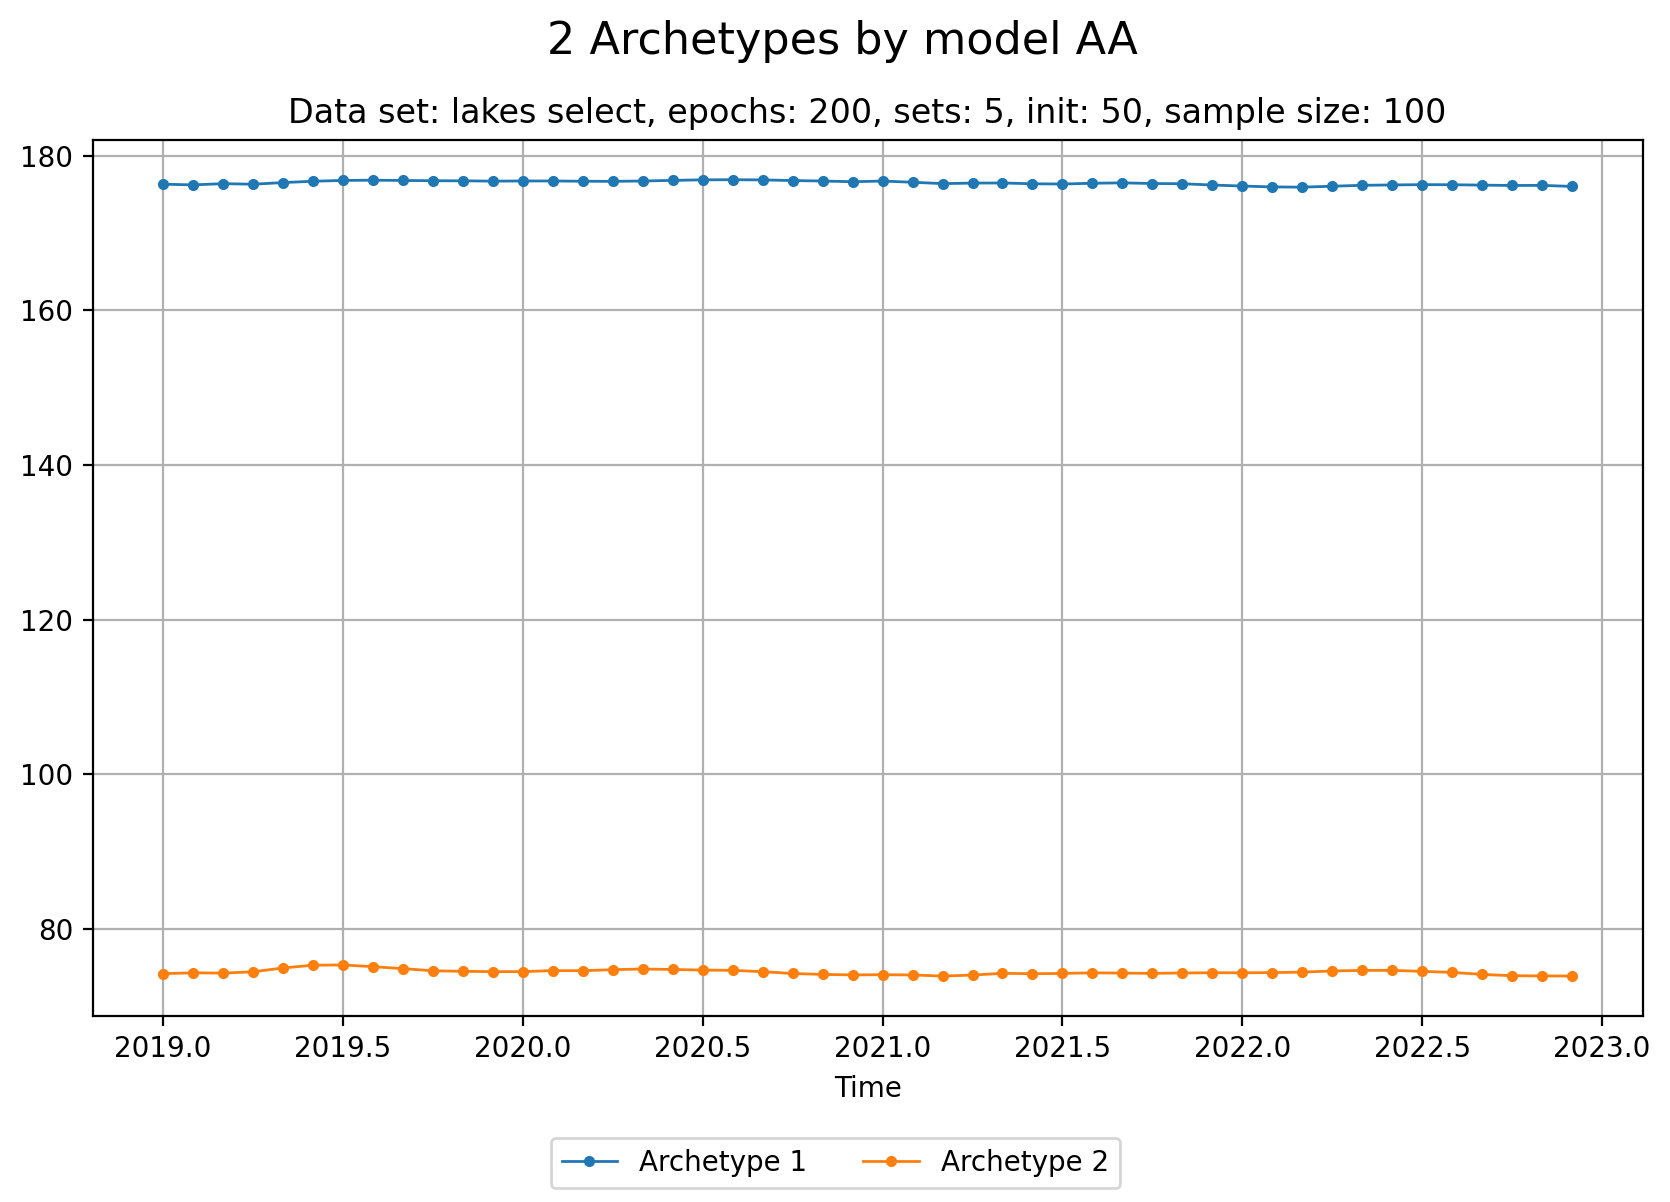 2 Archetypes by model AA
Data set: lakes select, epochs: 200, sets: 5, init: 50, sample size: 100
180
160
140
120
100
80
2019.0 2019.5 2020.0 2020.5 2021.0 2021.5 2022.0 2022.5 2023.0
Time
Archetype 1 Archetype 2